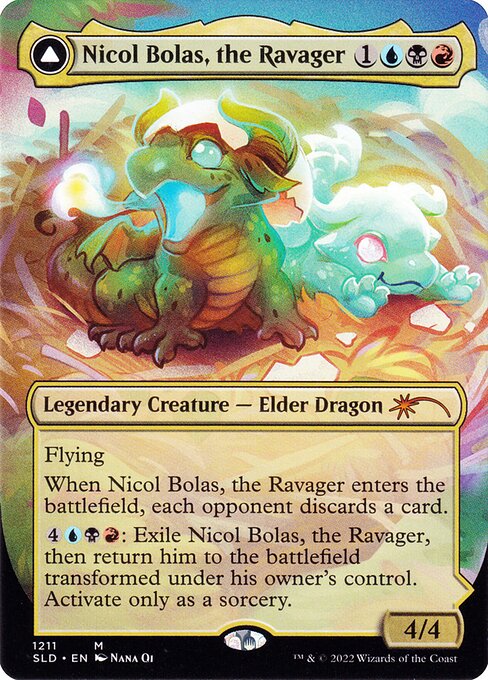 Nicol Bolas, the Ravager 1
Legendary Creature — Elder Dragon
Flying
When Nicol Bolas, the Ravager enters the
battlefield, each opponent discards a card.
4 : Exile Nicol Bolas, the Ravager,
then return him to the battlefield
transformed under his owner's control.
Activate only as a sorcery.
4/4
1211 M
SLD • EN Nana Qi
™ & © 2022 Wizards of the Coast